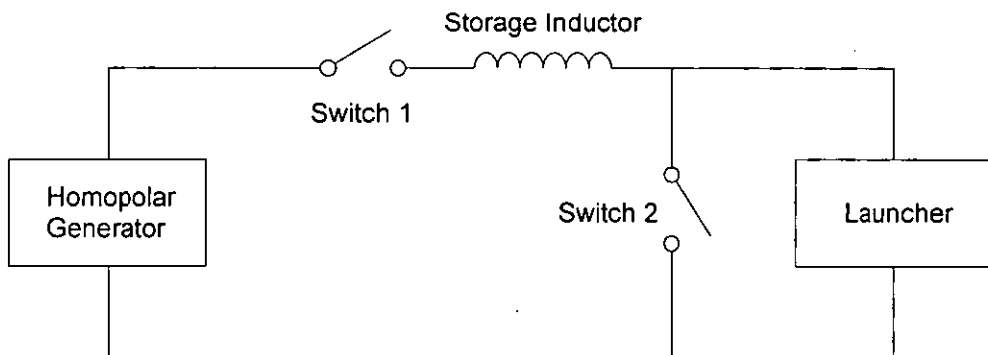 Storage Inductor
Switch 1
Homopolar
Generator
Switch 2
Launcher